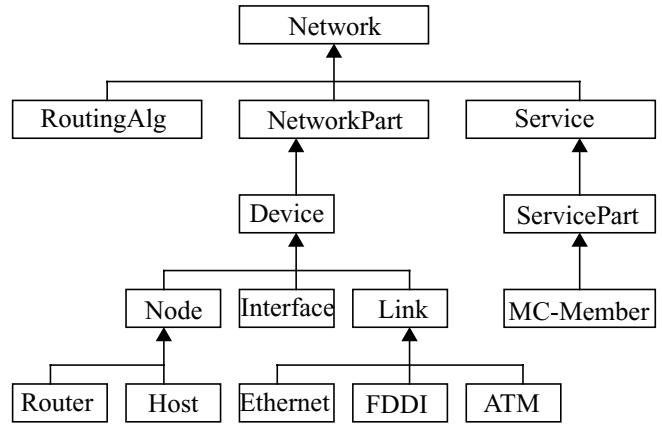 Network
RoutingAlg
NetworkPart
Service
Device
ServicePart
Node
Interface
Link
MC-Member
Router
Host
Ethernet
FDDI
ATM